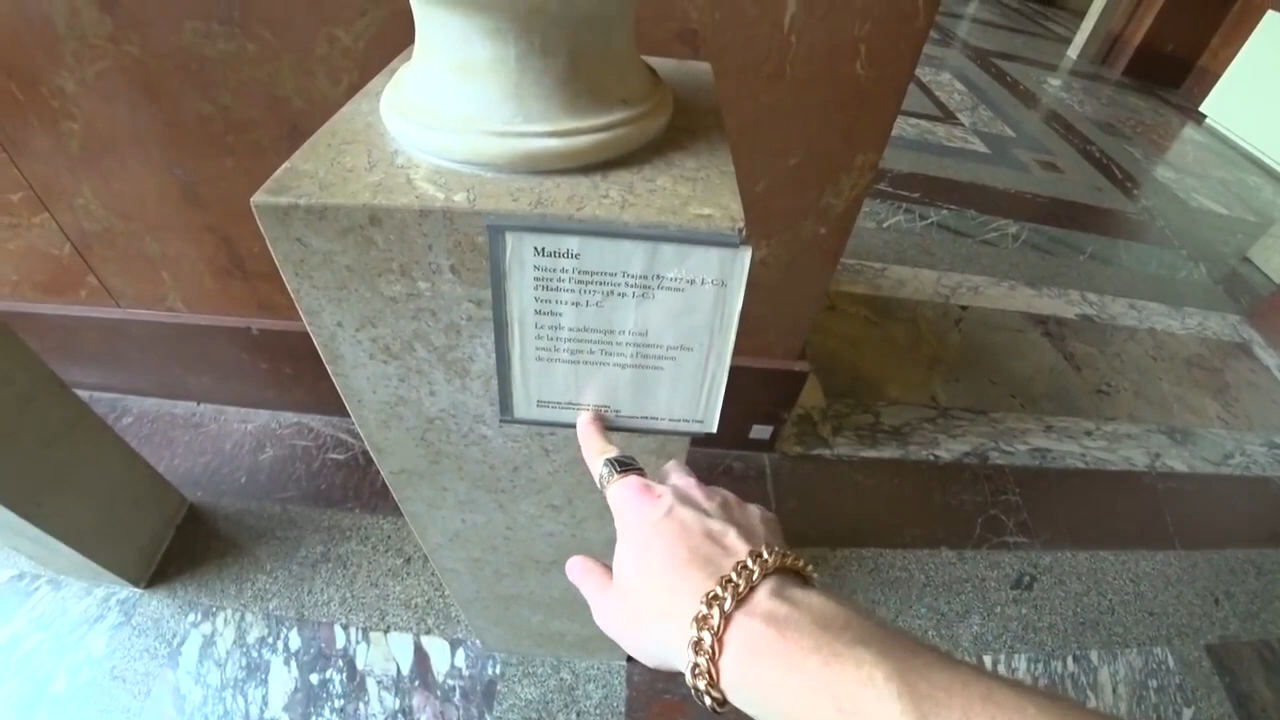 Matidie
Nièce de l'empereur Trajan (87-117 ap. J.-C.),
mère de l'impératrice Sabine, femme
d'Hadrien (117-138 ap. J.-C.)
Vers 112 ap. J.-C.
Marbre
Le style académique et froid
de la représentation se rencontre parfois
sous le règne de Trajan, à l'imitation
de certaines œuvres augustéennes.